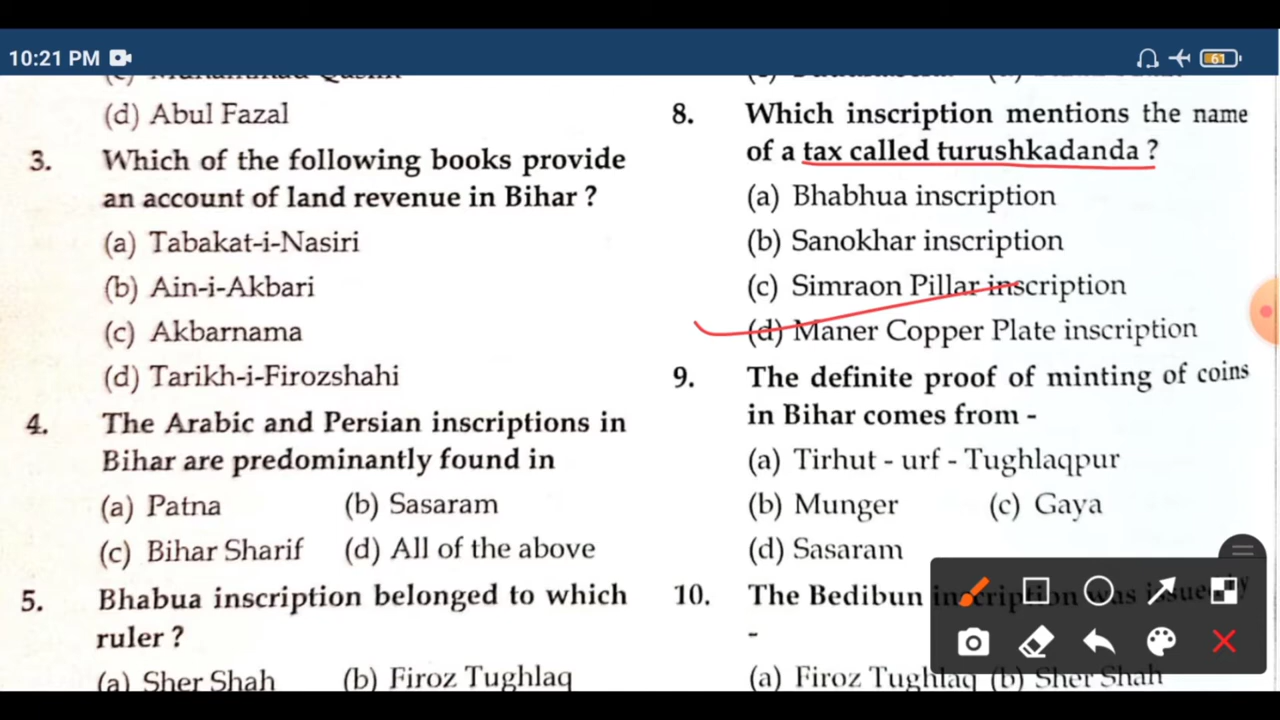 10:21 PM
61
(d) Abul Fazal
3. Which of the following books provide
an account of land revenue in Bihar ?
(a) Tabakat-i-Nasiri
(b) Ain-i-Akbari
(c) Akbarnama
(d) Tarikh-i-Firozshahi
4. The Arabic and Persian inscriptions in
Bihar are predominantly found in
(a) Patna (b) Sasaram
(c) Bihar Sharif (d) All of the above
5. Bhabua inscription belonged to which
ruler ?
(a) Sher Shah (b) Firoz Tughlaq
8. Which inscription mentions the name
of a tax called turushkadanda ?
(a) Bhabhua inscription
(b) Sanokhar inscription
(c) Simraon Pillar inscription
(d) Maner Copper Plate inscription
9. The definite proof of minting of coins
in Bihar comes from -
(a) Tirhut - urf - Tughlaqpur
(b) Munger (c) Gaya
(d) Sasaram
10. The Bedibun inscription was issued by
-
(a) Firoz Tughlaq (b) Sher Shah